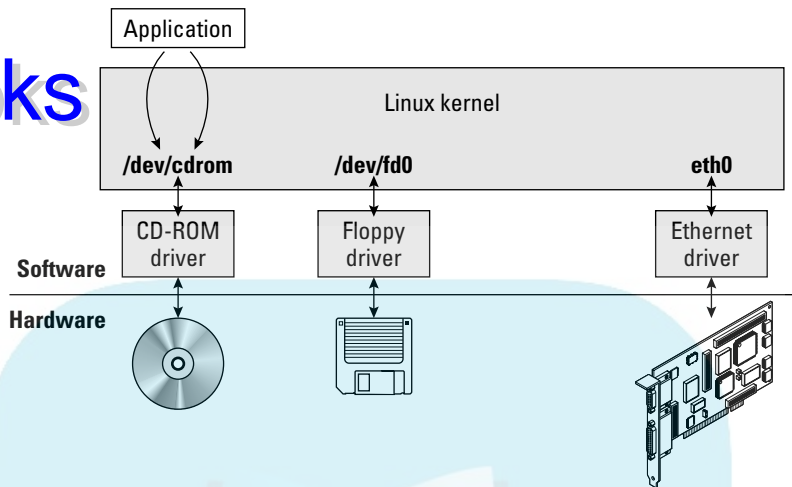 Application
ks
Linux kernel
/dev/cdrom
/dev/fd0
eth0
CD-ROM
driver
Floppy
driver
Ethernet
driver
Software
Hardware